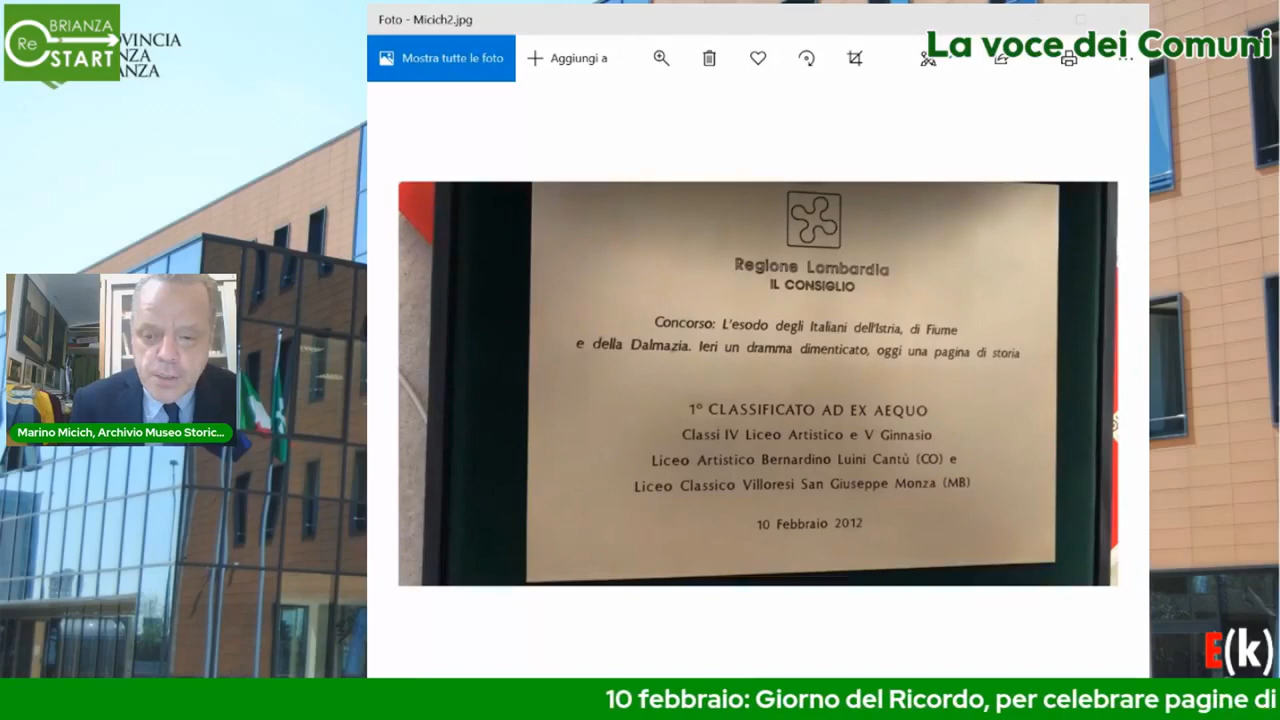 BRIANZA
Re
START
OVINCIA
NZA
ANZA
Foto - Micich2.jpg
Mostra tutte le foto
Aggiungi a
La voce dei Comuni
Regione Lombardia
IL CONSIGLIO
Concorso: L'esodo degli Italiani dell'Istria, di Fiume
e della Dalmazia. Ieri un dramma dimenticato, oggi una pagina di storia
1º CLASSIFICATO AD EX AEQUO
Classi IV Liceo Artistico e V Ginnasio
Liceo Artistico Bernardino Luini Cantù (CO) e
Liceo Classico Villoresi San Giuseppe Monza (MB)
10 Febbraio 2012
Marino Micich, Archivio Museo Storic...
E(k)
10 febbraio: Giorno del Ricordo, per celebrare pagine di